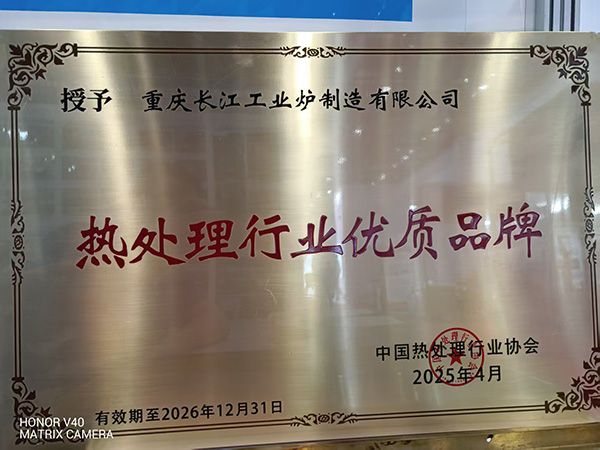 授予 重庆长江工业炉制造有限公司
热处理行业优质品牌
中国热处理行业协会
2025年4月
有效期至2026年12月31日
HONOR V40
MATRIX CAMERA